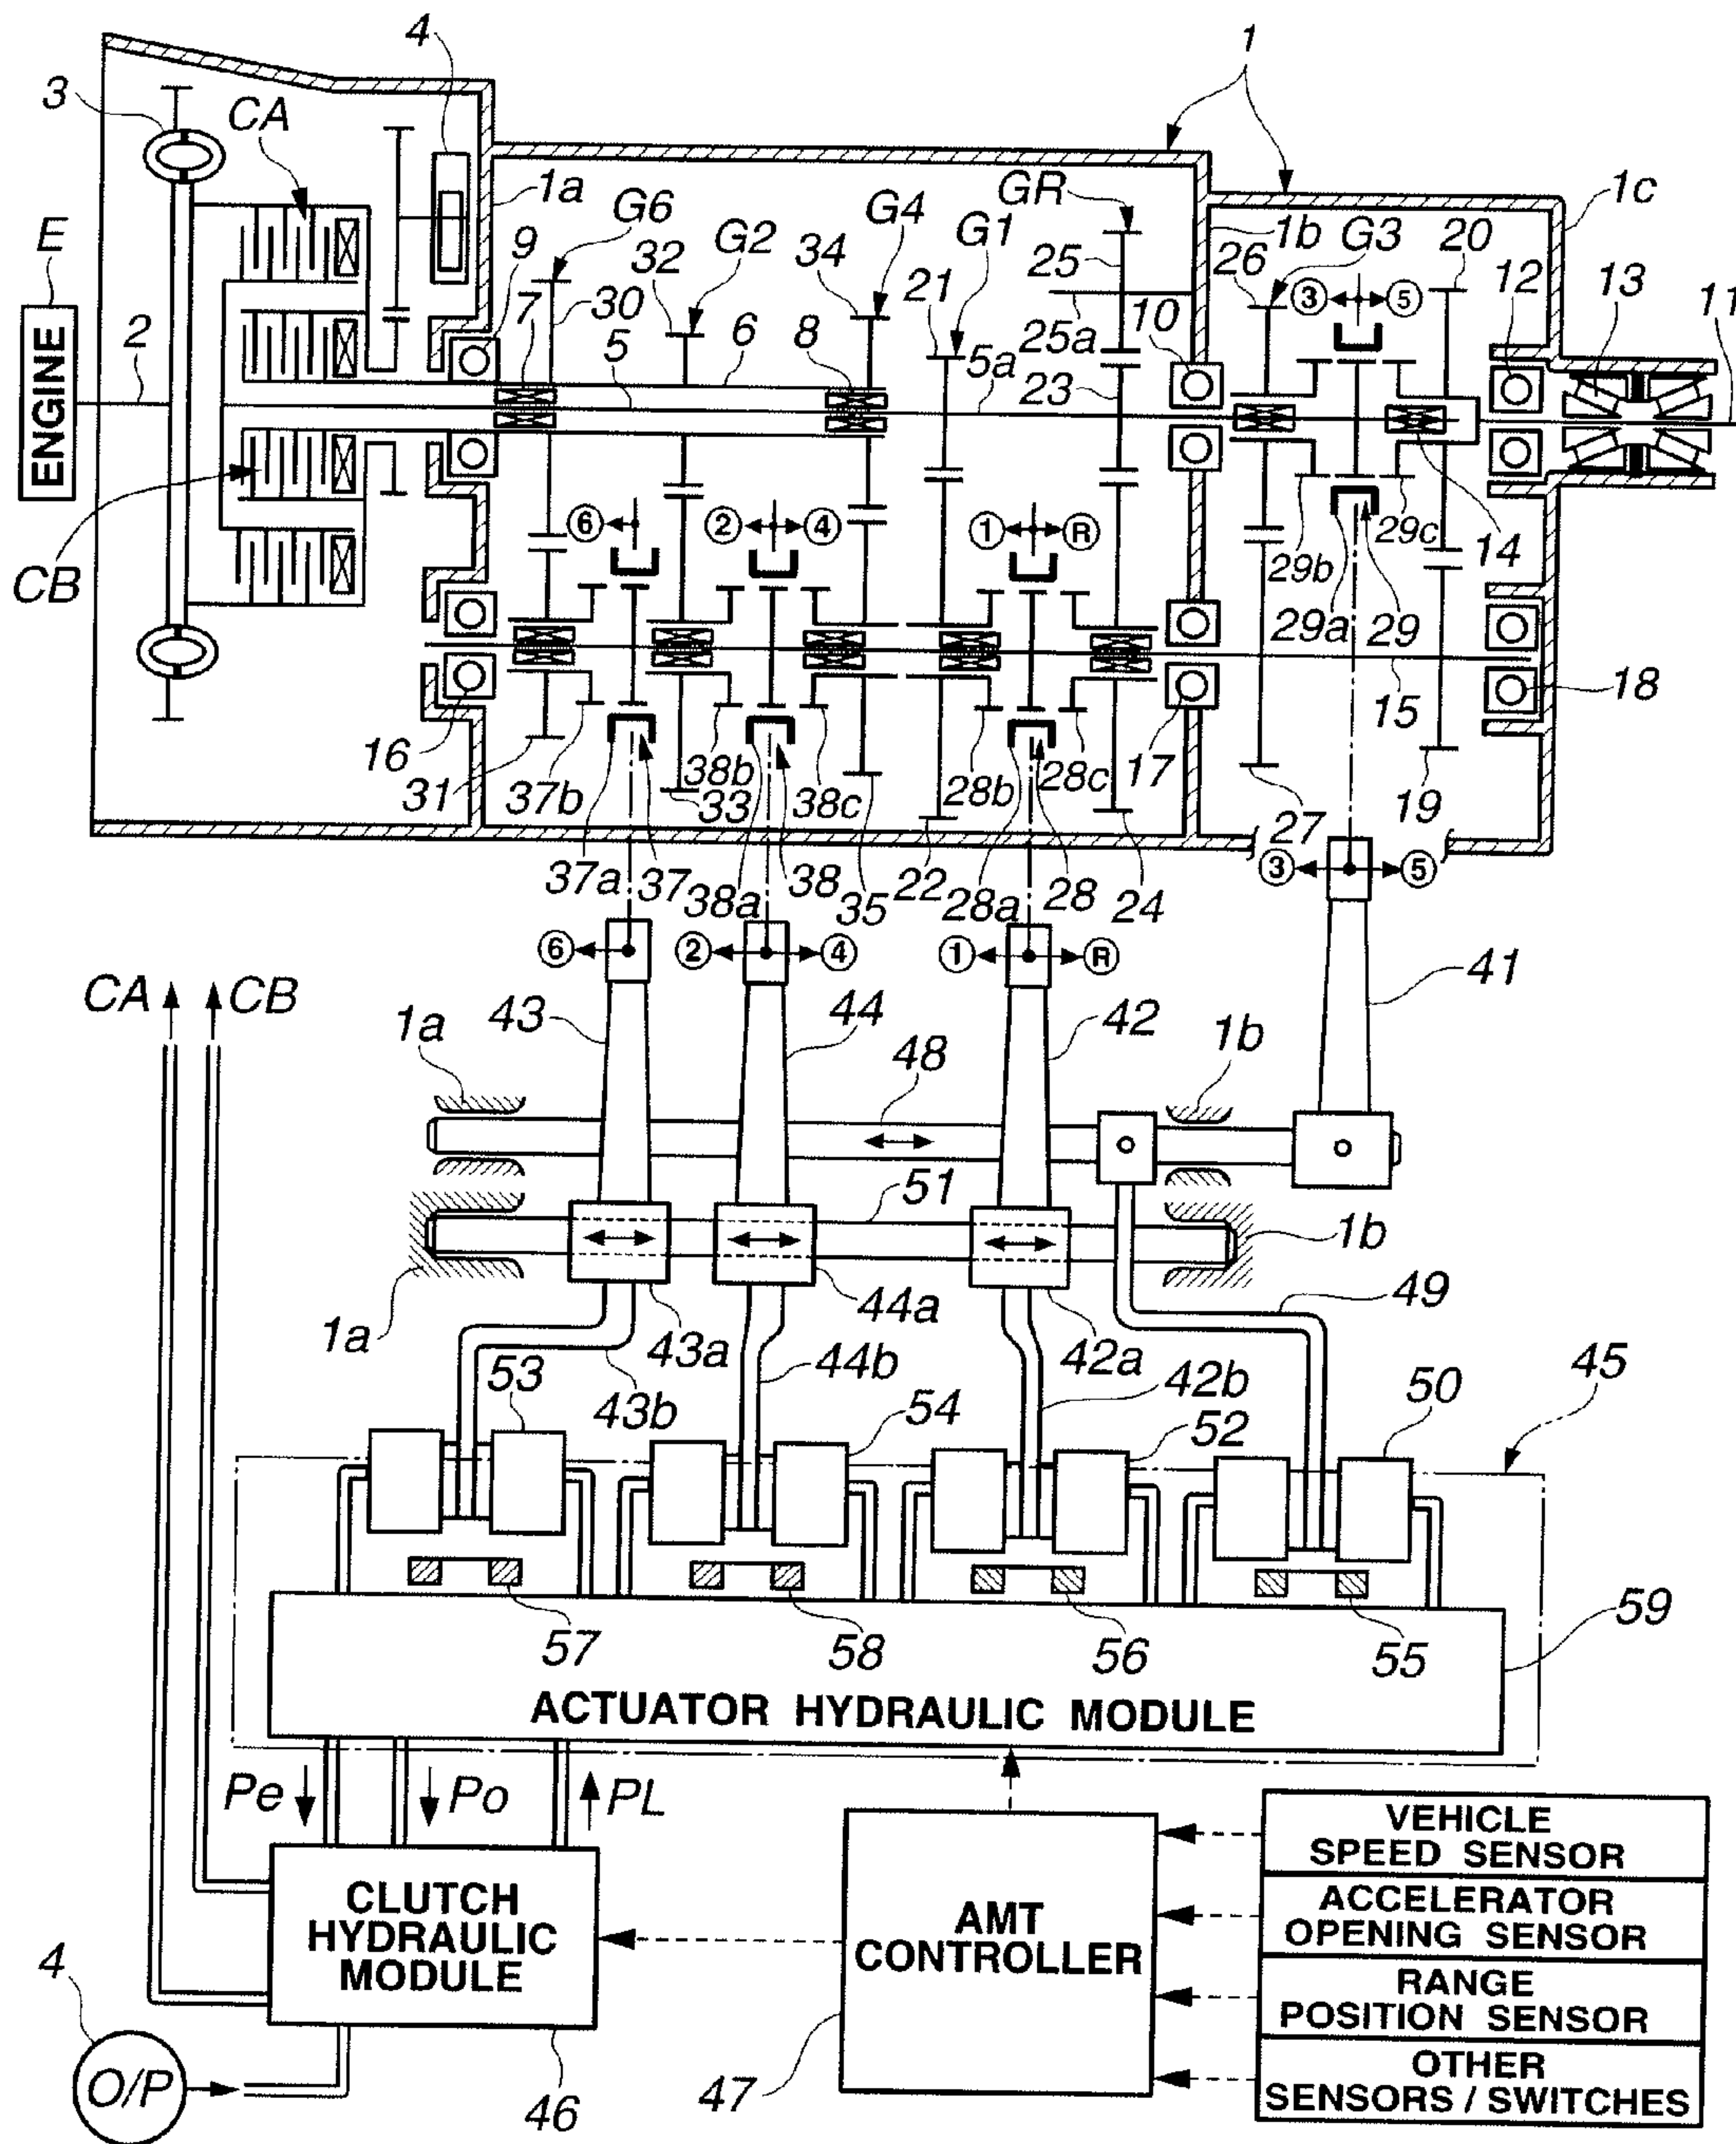 4
1
3
CA
1a
GR
1c
E
9
G6
G2
34
G4
G1
1b
G3
20
32
25
26
12
13
21
③ ⑤
11
7
30
10
2
5
6
8
5a
25a
23
ENGINE
⑥
② ④
① Ⓡ
29c
14
CB
29b
29a
29
18
15
16
17
31
37b
38b
33
38c
28b
28c
27
19
37a
37
38a
38
35
22
28a
28
24
③ ⑤
⑥
② ④
① Ⓡ
41
CA
CB
1a
43
44
48
42
1b
51
1b
1a
43a
44a
42a
49
53
43b
44b
42b
54
52
50
45
57
58
56
55
59
ACTUATOR HYDRAULIC MODULE
Pe
Po
PL
VEHICLE
SPEED SENSOR
CLUTCH
HYDRAULIC
MODULE
AMT
CONTROLLER
ACCELERATOR
OPENING SENSOR
RANGE
POSITION SENSOR
4
O/P
46
47
OTHER
SENSORS / SWITCHES